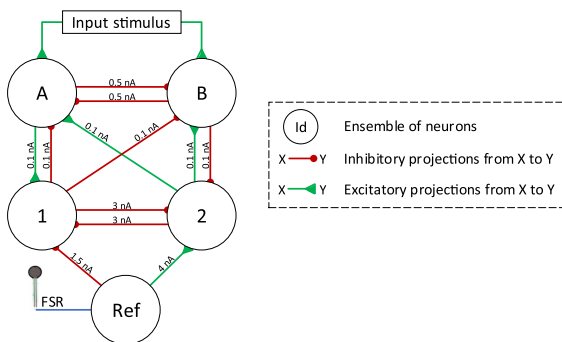 Input stimulus
A
B
0.5 nA
0.5 nA
0.1 nA
0.1 nA
0.1 nA
0.1 nA
0.1 nA
0.1 nA
1
2
3 nA
3 nA
1.5 nA
4 nA
FSR
Ref
Id Ensemble of neurons
X Y Inhibitory projections from X to Y
X Y Excitatory projections from X to Y